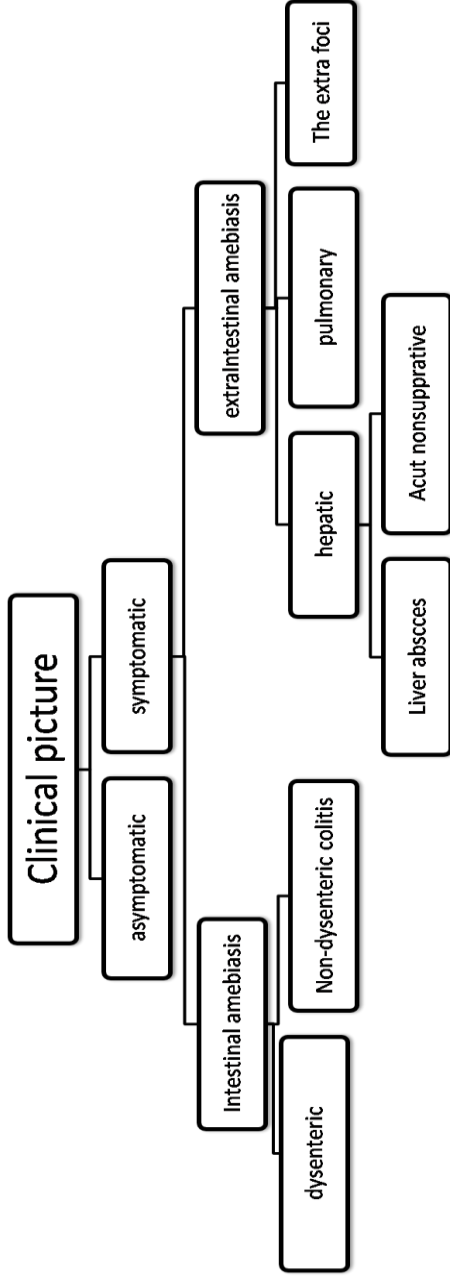 Clinical picture
asymptomatic
symptomatic
Intestinal amebiasis
extraIntestinal amebiasis
dysenteric
Non-dysenteric colitis
hepatic
pulmonary
The extra foci
Liver abscces
Acut nonsupprative